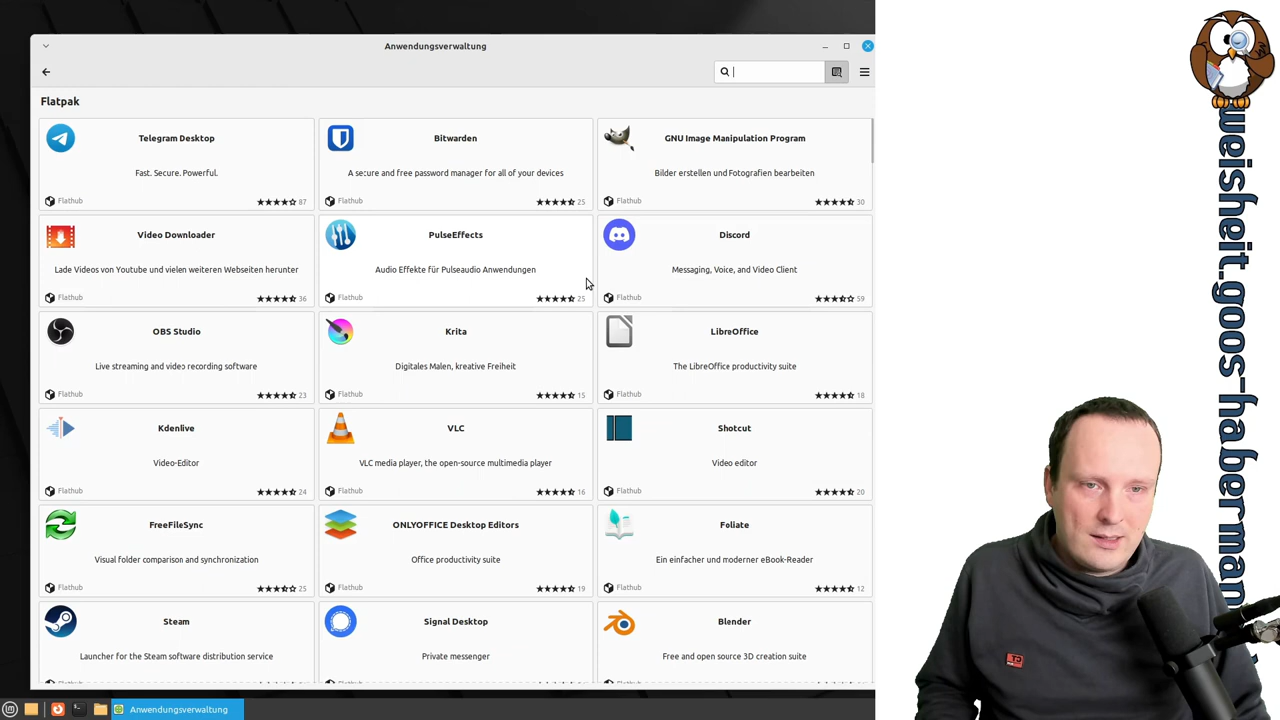 Anwendungsverwaltung
Flatpak
Telegram Desktop
Fast. Secure. Powerful.
Flathub
87
Bitwarden
A secure and free password manager for all of your devices
Flathub
25
GNU Image Manipulation Program
Bilder erstellen und Fotografien bearbeiten
Flathub
30
Video Downloader
Lade Videos von Youtube und vielen weiteren Webseiten herunter
Flathub
36
PulseEffects
Audio Effekte für Pulseaudio Anwendungen
Flathub
25
Discord
Messaging, Voice, and Video Client
Flathub
59
OBS Studio
Live streaming and video recording software
Flathub
23
Krita
Digitales Malen, kreative Freiheit
Flathub
15
LibreOffice
The LibreOffice productivity suite
Flathub
18
Kdenlive
Video-Editor
Flathub
24
VLC
VLC media player, the open-source multimedia player
Flathub
16
Shotcut
Video editor
Flathub
20
FreeFileSync
Visual folder comparison and synchronization
Flathub
25
ONLYOFFICE Desktop Editors
Office productivity suite
Flathub
19
Foliate
Ein einfacher und moderner eBook-Reader
Flathub
12
Steam
Launcher for the Steam software distribution service
Signal Desktop
Private messenger
Blender
Free and open source 3D creation suite
Anwendungsverwaltung
weisheit.goos-haberman